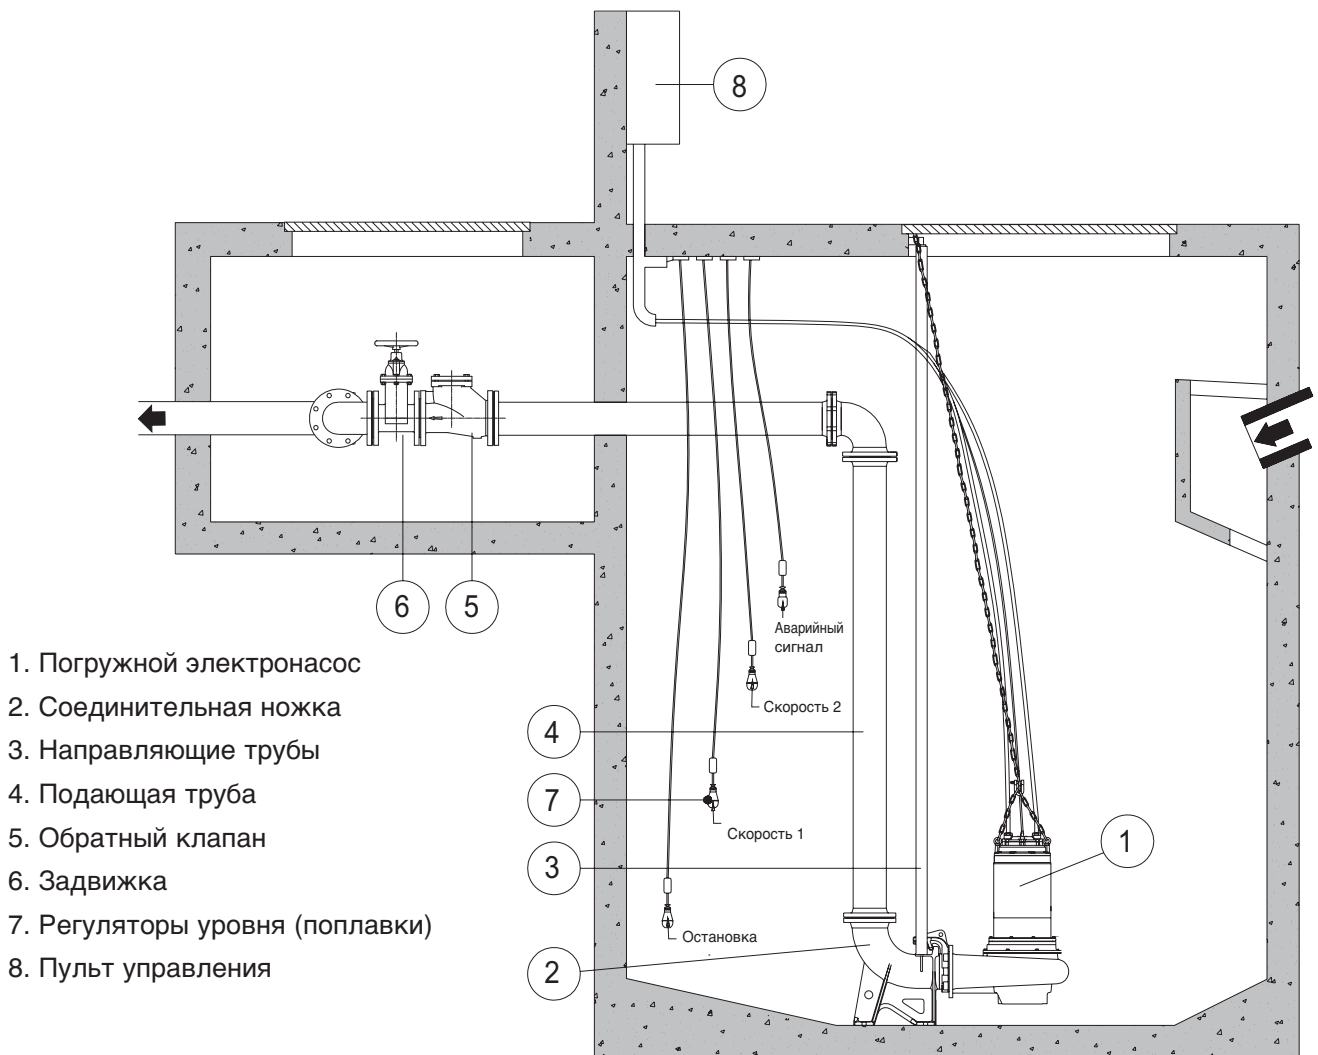 8
6
5
Аварийный
сигнал
1. Погружной электронасос
2. Соединительная ножка
3. Направляющие трубы
4. Подающая труба
5. Обратный клапан
6. Задвижка
7. Регуляторы уровня (поплавки)
8. Пульт управления
Скорость 2
4
7
Скорость 1
1
3
Остановка
2